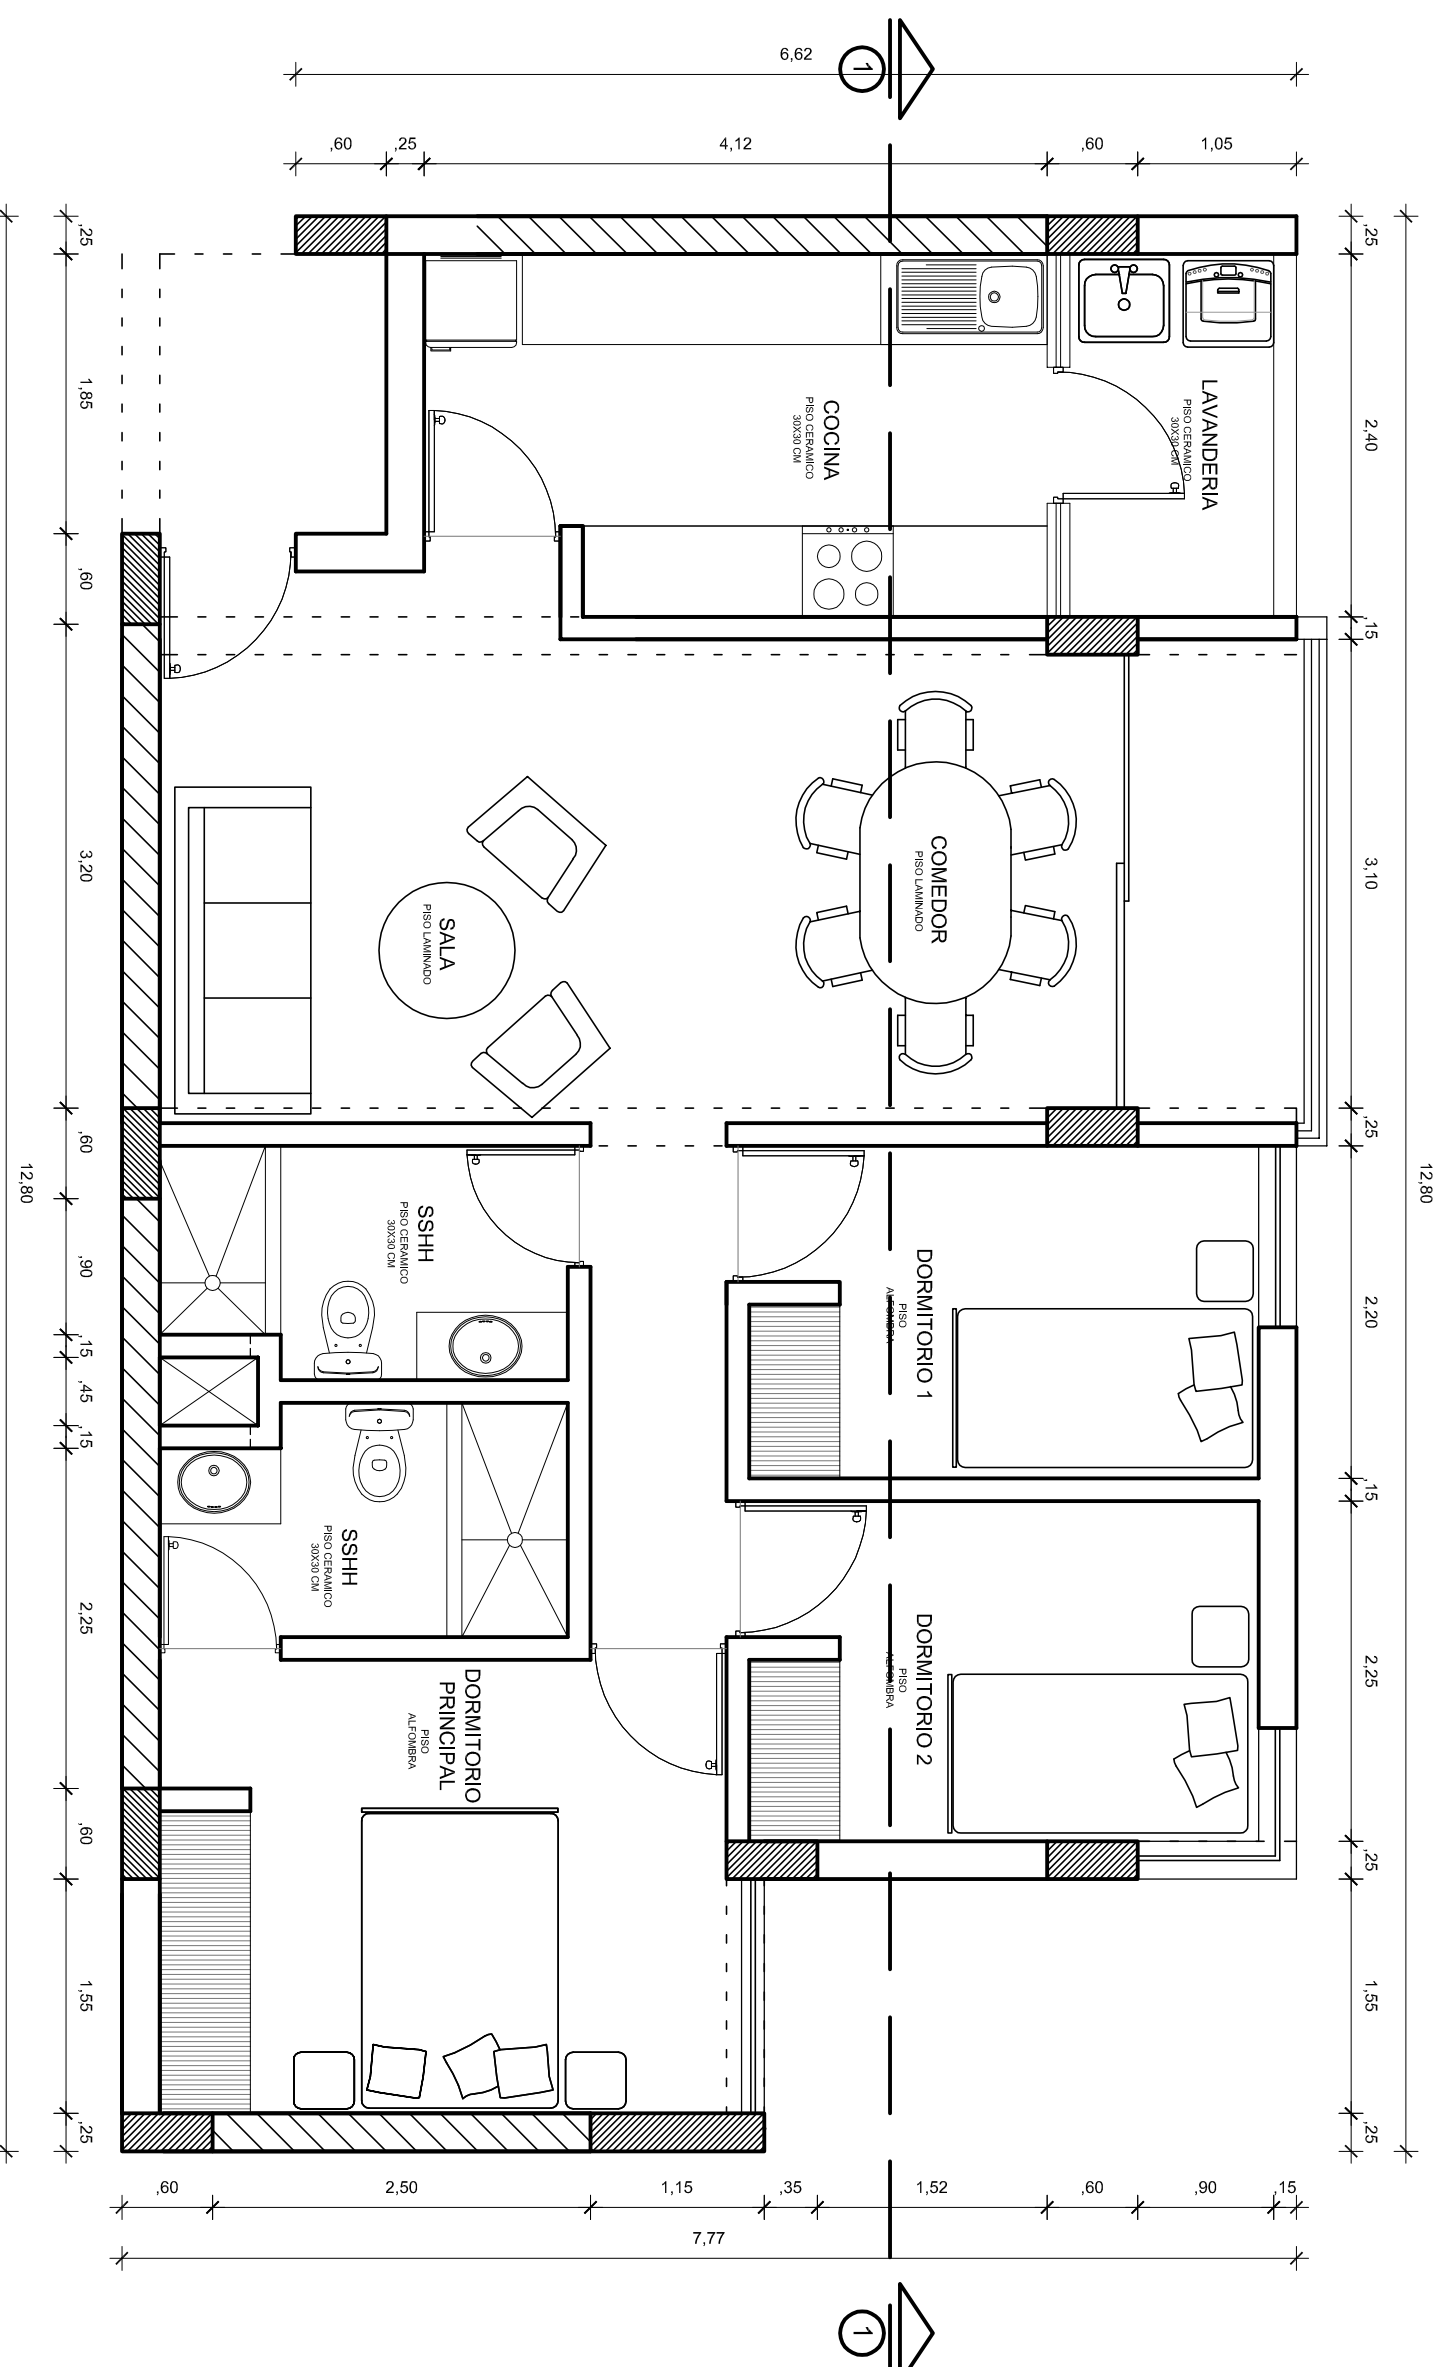 6,62
1
,60
,25
4,12
,60
1,05
,25
1,85
,60
3,20
,60
,90
,15
,45
,15
2,25
,60
1,55
,25
12,80
,25
2,40
,15
3,10
,25
2,20
,15
2,25
,25
1,55
,25
12,80
COCINA
PISO CERAMICO
30X30 CM
LAVANDERIA
PISO CERAMICO
30X30 CM
COMEDOR
PISO LAMINADO
SALA
PISO LAMINADO
SSHH
PISO CERAMICO
30X30 CM
DORMITORIO 1
PISO
ALFOMBRA
SSHH
PISO CERAMICO
30X30 CM
DORMITORIO 2
PISO
ALFOMBRA
DORMITORIO
PRINCIPAL
PISO
ALFOMBRA
,60
2,50
1,15
,35
1,52
,60
,90
,15
7,77
1